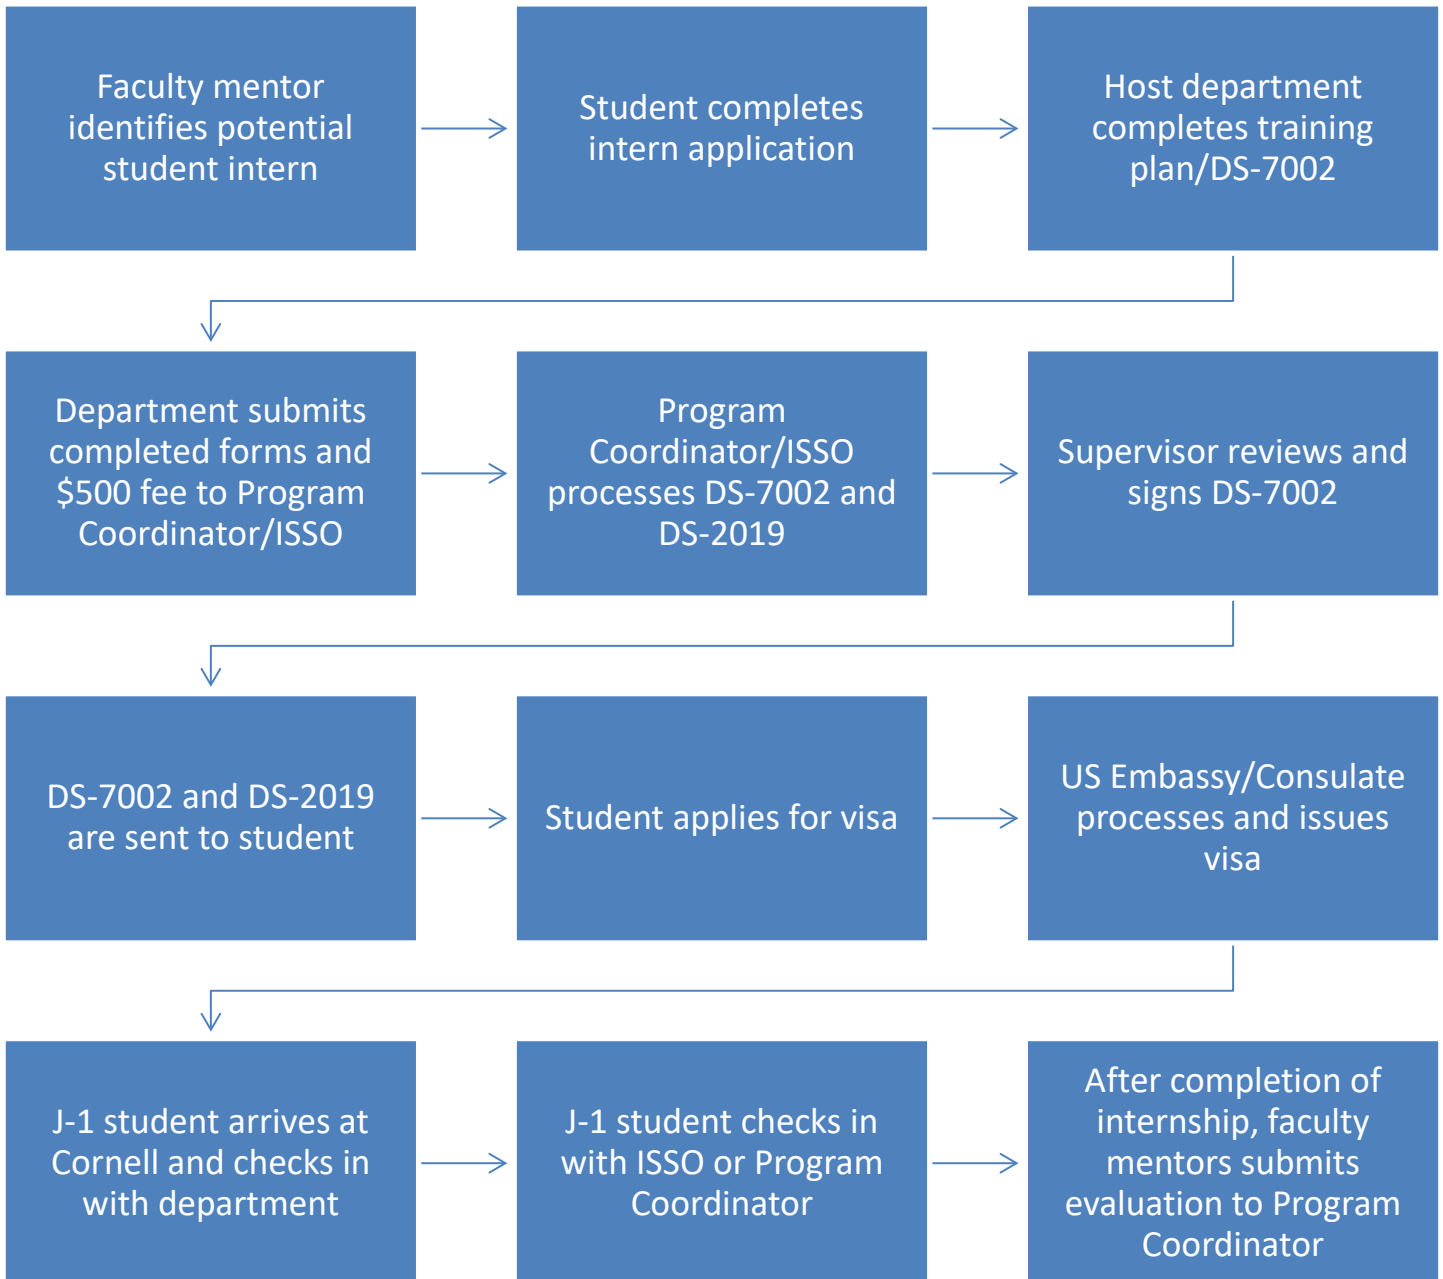 Faculty mentor
identifies potential
student intern
Student completes
intern application
Host department
completes training
plan/DS-7002
Department submits
completed forms and
$500 fee to Program
Coordinator/ISSO
Program
Coordinator/ISSO
processes DS-7002 and
DS-2019
Supervisor reviews and
signs DS-7002
DS-7002 and DS-2019
are sent to student
Student applies for visa
US Embassy/Consulate
processes and issues
visa
J-1 student arrives at
Cornell and checks in
with department
J-1 student checks in
with ISSO or Program
Coordinator
After completion of
internship, faculty
mentors submits
evaluation to Program
Coordinator